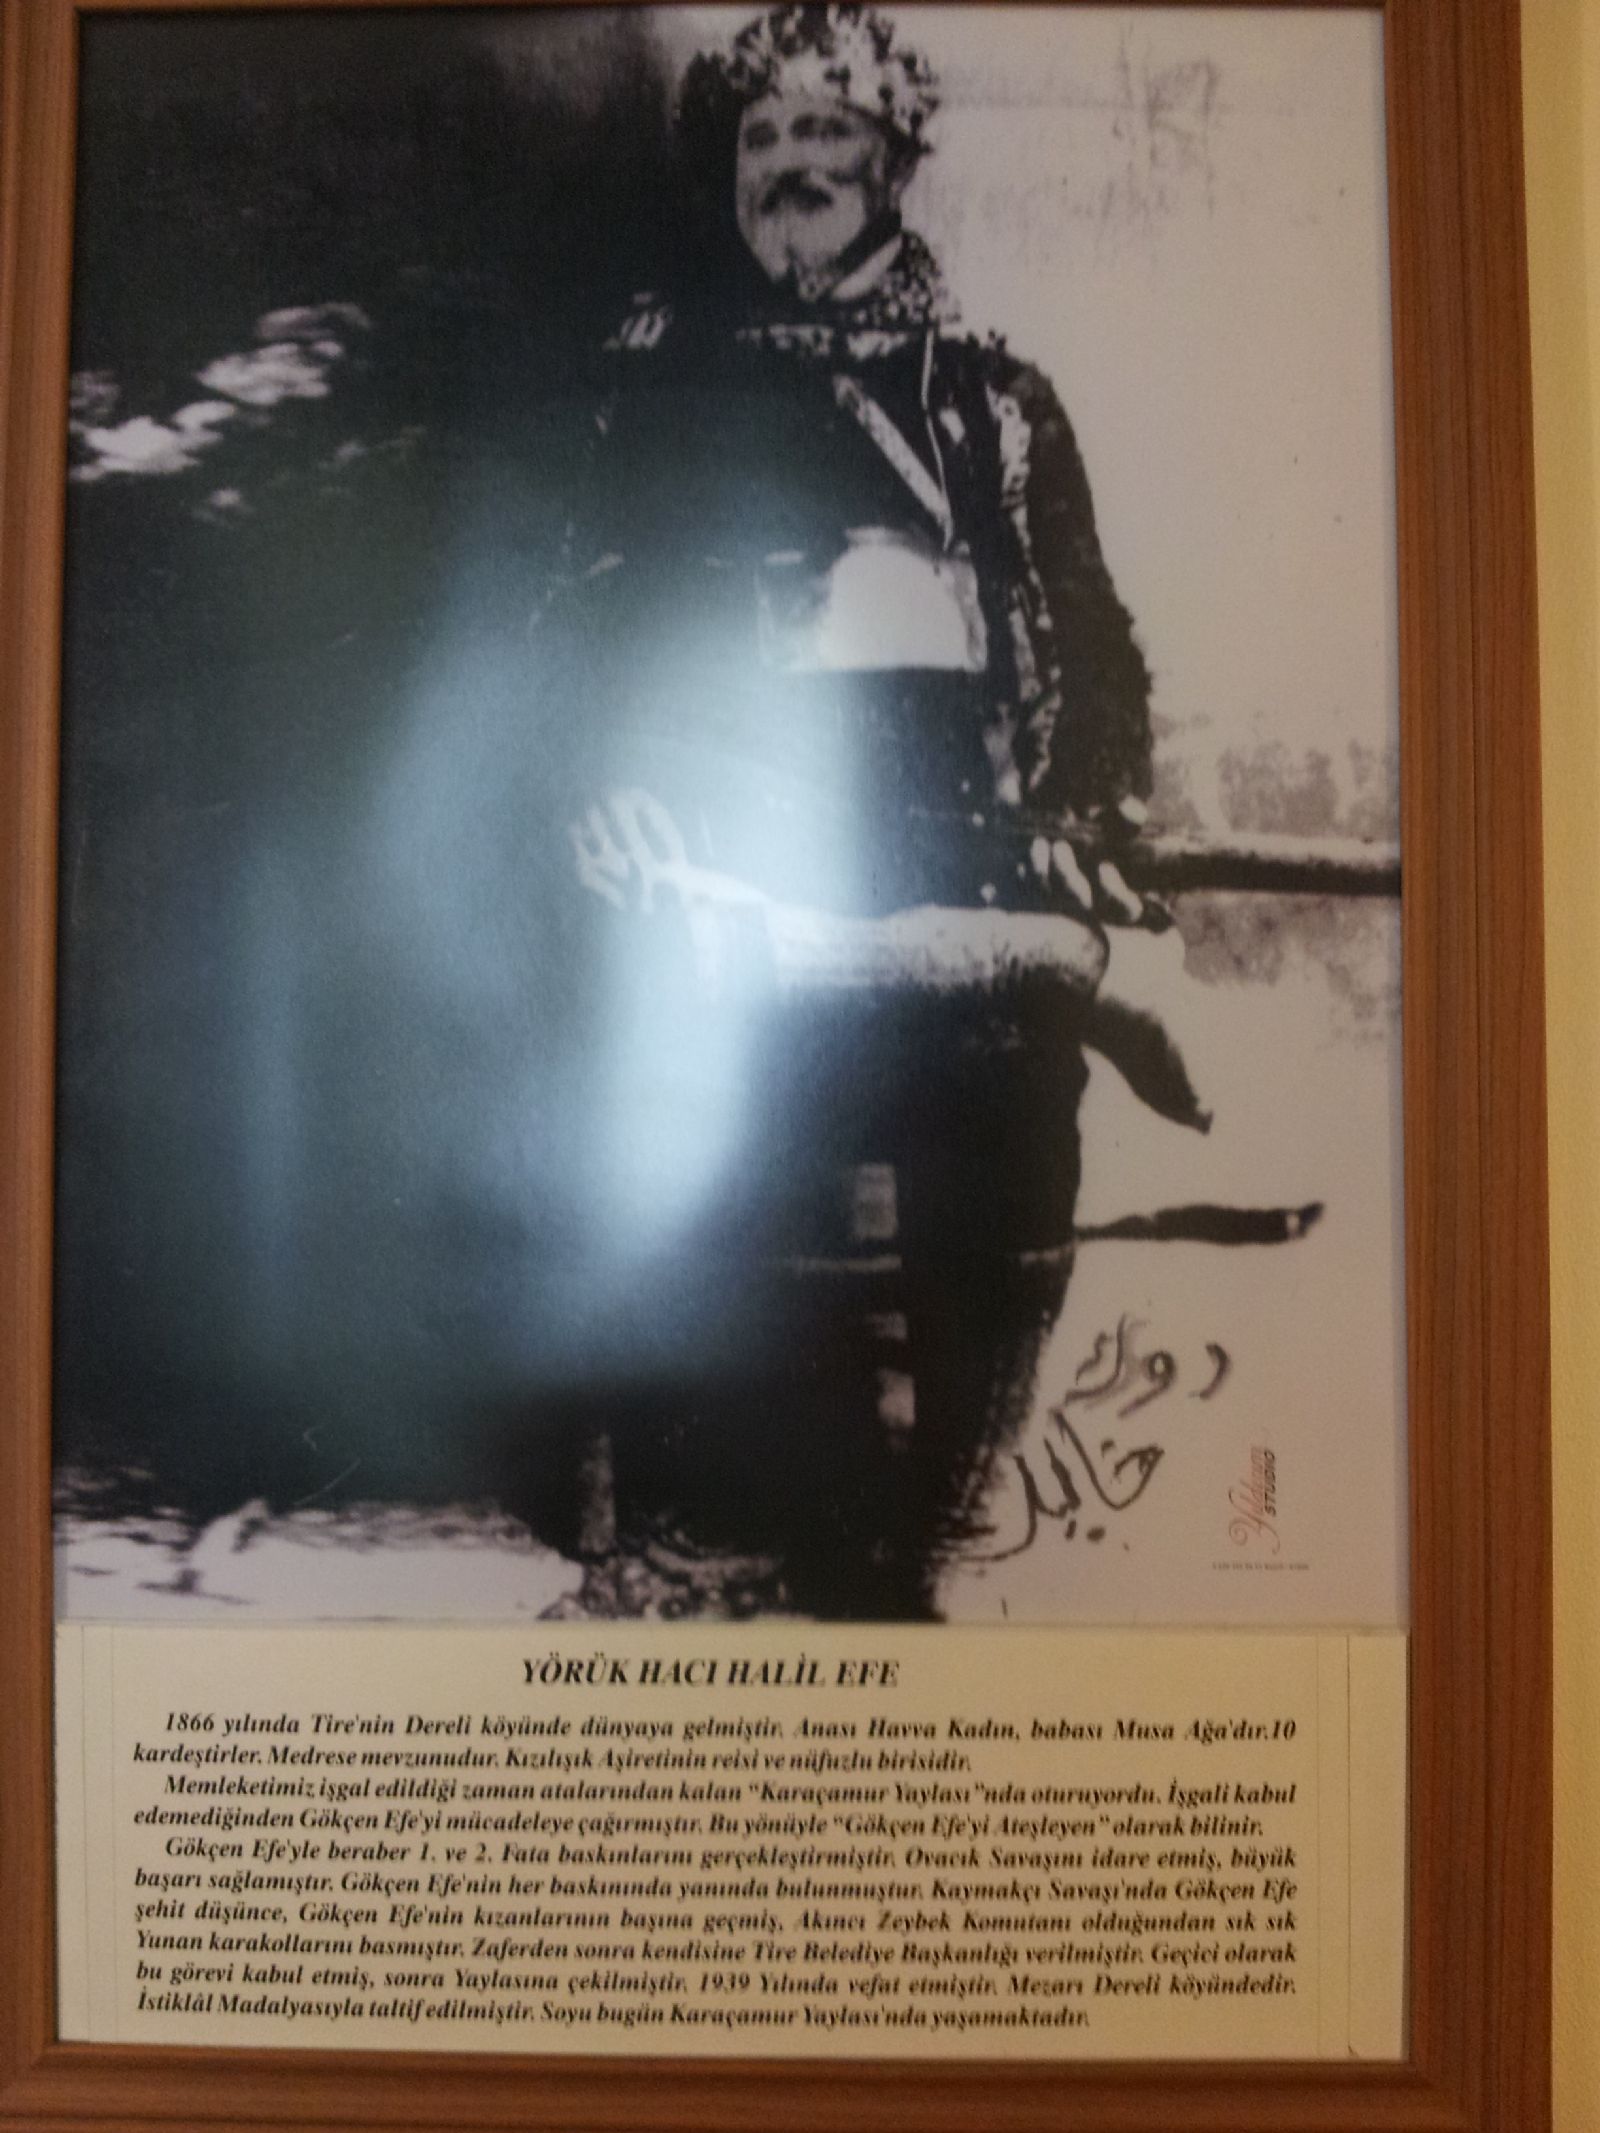 دوك
خليل
Yıldırım
STUDIO
YÖRÜK HACI HALİL EFE
1866 yılında Tire'nin Dereli köyünde dünyaya gelmiştir. Anası Havva Kadın, babası Musa Ağa'dır.10
kardeştirler. Medrese mevzunudur. Kızılışık Aşiretinin reisi ve nüfuzlu birisidir.
Memleketimiz işgal edildiği zaman atalarından kalan "Karaçamur Yaylası"nda oturuyordu. İşgali kabul
edemediğinden Gökçen Efe'yi mücadeleye çağırmıştır. Bu yönüyle "Gökçen Efe'yi Ateşleyen" olarak bilinir.
Gökçen Efe'yle beraber 1. ve 2. Fata baskınlarını gerçekleştirmiştir. Ovacık Savaşını idare etmiş, büyük
başarı sağlamıştır. Gökçen Efe'nin her baskınında yanında bulunmuştur. Kaymakçı Savaşı'nda Gökçen Efe
şehit düşünce, Gökçen Efe'nin kızanlarının başına geçmiş, Akıncı Zeybek Komutanı olduğundan sık sık
Yunan karakollarını basmıştır. Zaferden sonra kendisine Tire Belediye Başkanlığı verilmiştir. Geçici olarak
bu görevi kabul etmiş, sonra Yaylasına çekilmiştir. 1939 Yılında vefat etmiştir. Mezarı Dereli köyündedir.
İstiklâl Madalyasıyla taltif edilmiştir. Soyu bugün Karaçamur Yaylası'nda yaşamaktadır.